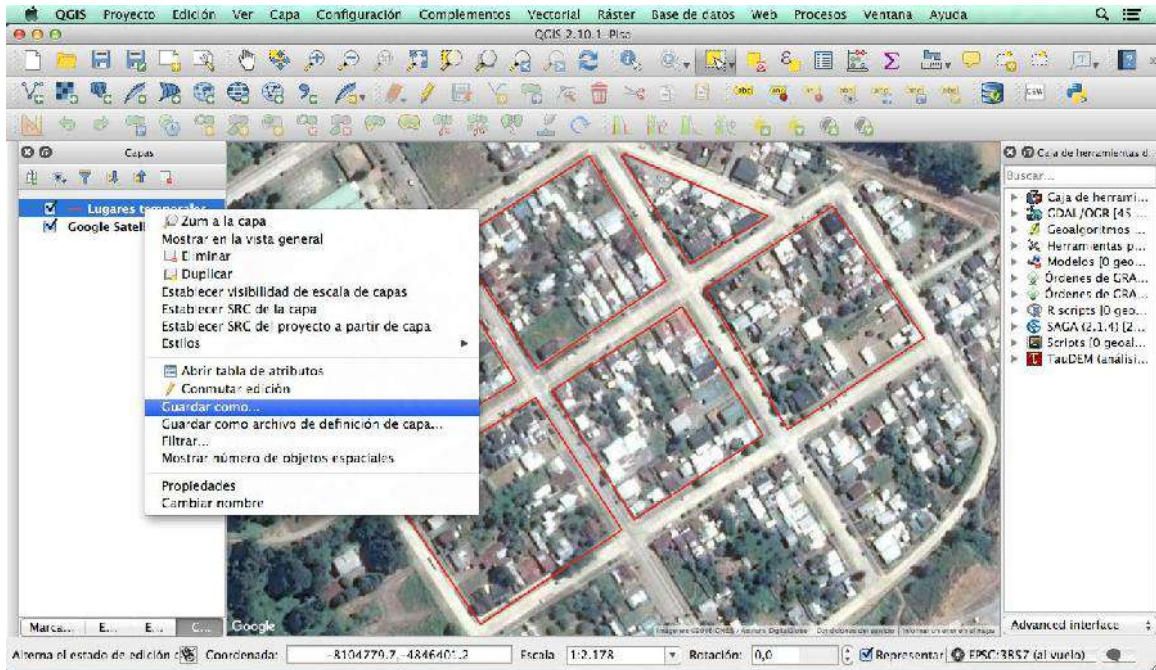 QGIS Proyecto Edición Ver Capa Configuración Complementos Vectorial Ráster Base de datos Web Procesos Ventana Ayuda
QGIS 2.10.1-Pisa
Capas
Lugares temporales
Google Satell
Zum a la capa
Mostrar en la vista general
Eliminar
Duplicar
Establecer visibilidad de escala de capas
Establecer SRC de la capa
Establecer SRC del proyecto a partir de capa
Estilos
Abrir tabla de atributos
Conmutar edición
Guardar como...
Guardar como archivo de definición de capa...
Filtrar...
Mostrar número de objetos espaciales
Propiedades
Cambiar nombre
Caja de herramientas d
Buscar...
Caja de herrami...
GDAL/OGR [45 ...
Geoalgoritmos ...
Herramientas p...
Modelos [0 geo...
Órdenes de GRA...
Órdenes de GRA...
R scripts [0 geo...
SAGA (2.1.4) [2...
Scripts [0 geoal...
TauDEM (análisi...
Google
Marca... E... E... C...
Advanced interface
Alterna el estado de edición c Coordenada: -8104779.7,-4846401.2 Escala 1:2.178 Rotación: 0,0 Representar EPSG:3857 (al vuelo)